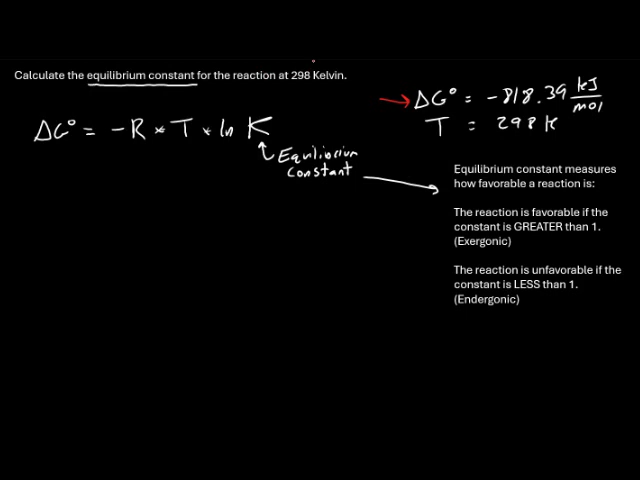 Calculate the equilibrium constant for the reaction at 298 Kelvin.
ΔG° = -818.39 kJ/mol
T = 298 K
ΔG° = -R * T * ln K
Equilibrium
Constant
Equilibrium constant measures
how favorable a reaction is:
The reaction is favorable if the
constant is GREATER than 1.
(Exergonic)
The reaction is unfavorable if the
constant is LESS than 1.
(Endergonic)